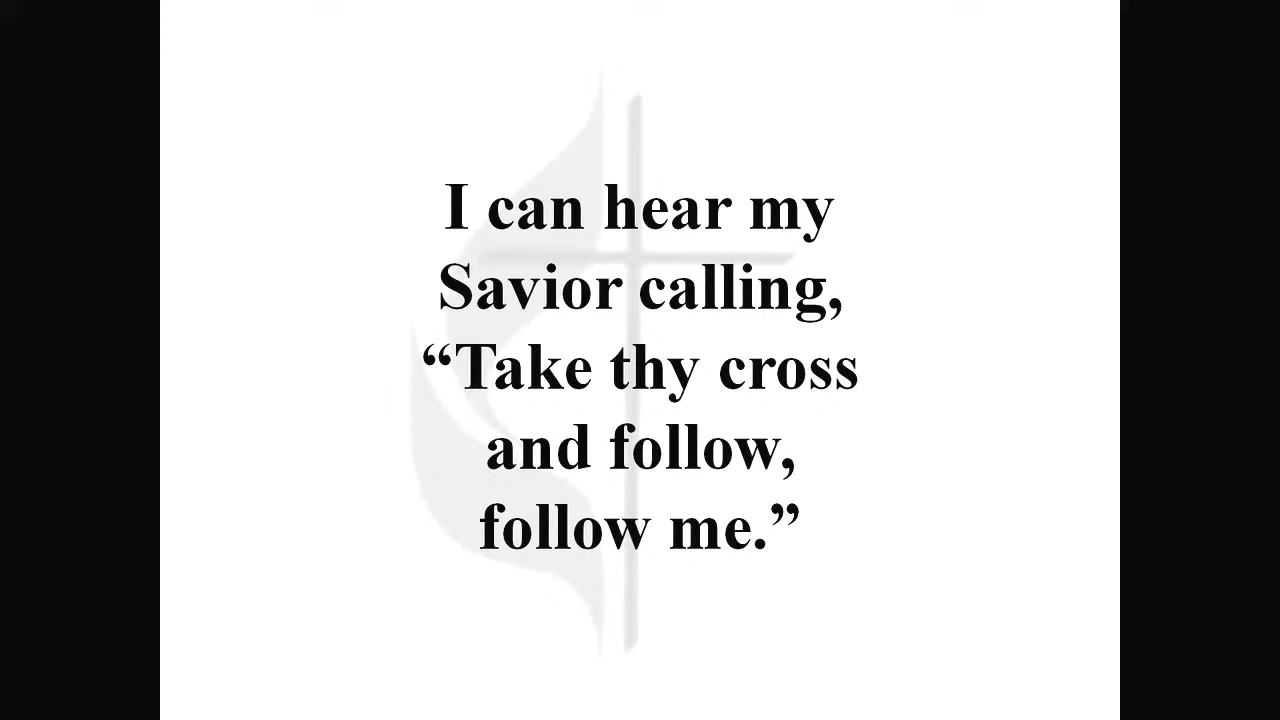 I can hear my
Savior calling,
“Take thy cross
and follow,
follow me.”